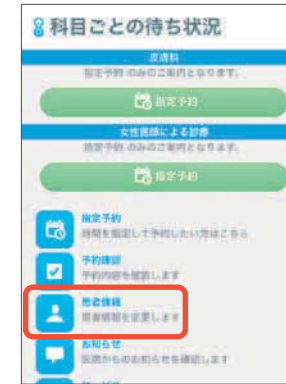 科目ごとの待ち状況
皮膚科
指定予約 のみのご案内となります。
指定予約
女性医師による診療
指定予約 のみのご案内となります。
指定予約
指定予約
時間を指定して予約したい方はこちら
予約確認
予約内容を確認します
患者情報
患者情報を変更します
お知らせ
医院からのお知らせを確認します